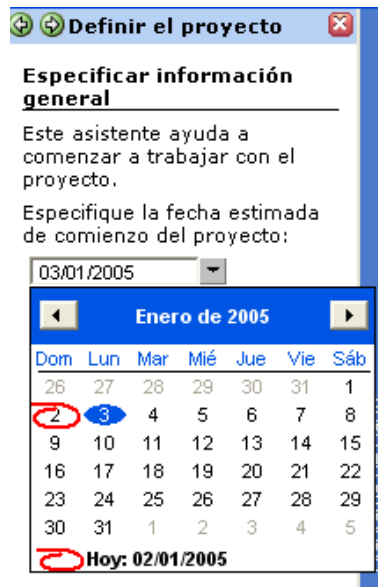 Definir el proyecto
Especificar información
general
Este asistente ayuda a
comenzar a trabajar con el
proyecto.
Especifique la fecha estimada
de comienzo del proyecto:
03/01/2005
Enero de 2005
Dom Lun Mar Mié Jue Vie Sáb
26 27 28 29 30 31 1
2 3 4 5 6 7 8
9 10 11 12 13 14 15
16 17 18 19 20 21 22
23 24 25 26 27 28 29
30 31 1 2 3 4 5
Hoy: 02/01/2005